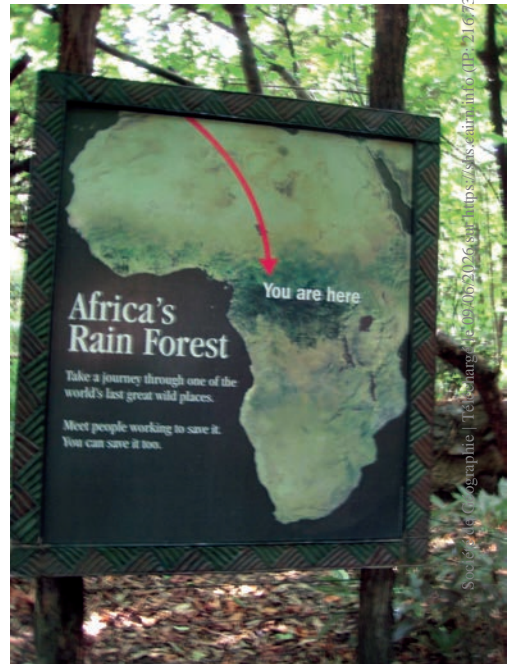 You are here
Africa's
Rain Forest
Take a journey through one of the
world's last great wild places.
Meet people working to save it.
You can save it too.